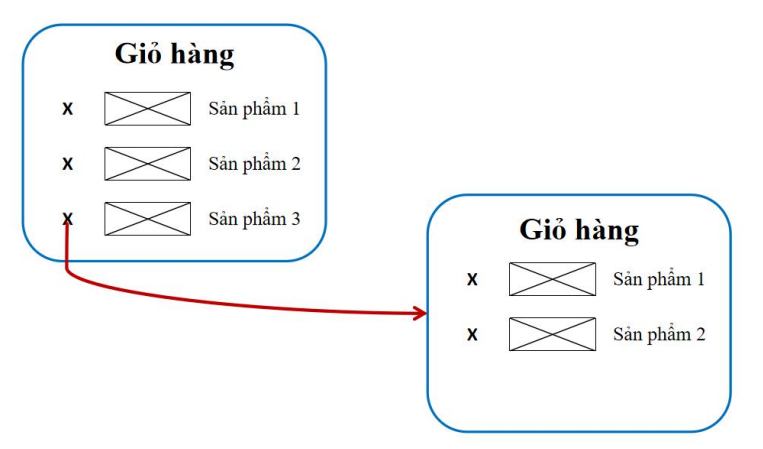 Giỏ hàng
X Sản phẩm 1
X Sản phẩm 2
X Sản phẩm 3
Giỏ hàng
X Sản phẩm 1
X Sản phẩm 2